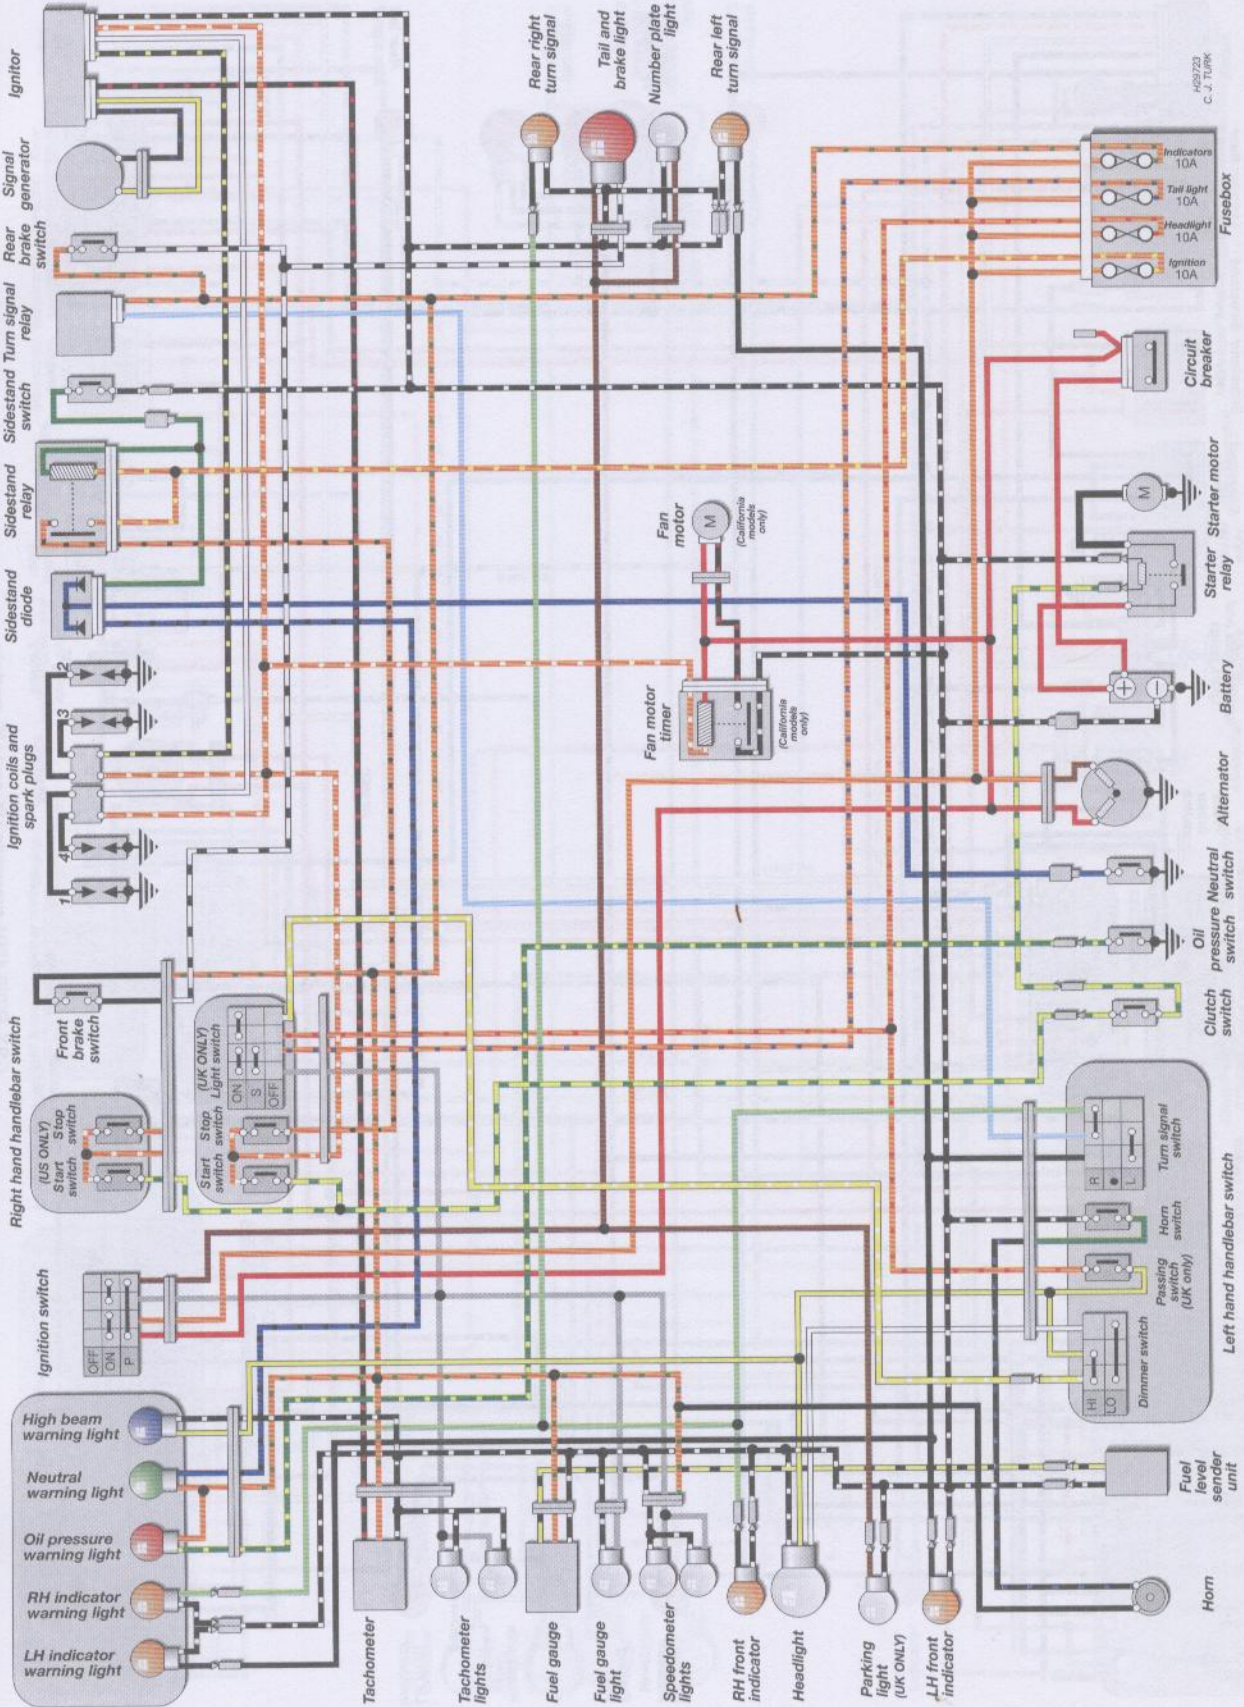 Ignitor
Signal
generator
Rear
brake
switch
Turn signal
relay
Sidestand
switch
Sidestand
relay
Sidestand
diode
Ignition coils and
spark plugs
2
3
4
1
Right hand handlebar switch
Front
brake
switch
(US ONLY)
Start
switch
Stop
switch
(UK ONLY)
Light switch
ON
S
OFF
Start
switch
Stop
switch
Ignition switch
OFF
ON
P
High beam
warning light
Neutral
warning light
Oil pressure
warning light
RH indicator
warning light
LH indicator
warning light
Rear right
turn signal
Tail and
brake light
Number plate
light
Rear left
turn signal
Fan
motor
M
(California
models
only)
Fan motor
timer
(California
models
only)
Tachometer
Tachometer
lights
Fuel gauge
Fuel gauge
light
Speedometer
lights
RH front
indicator
Headlight
Parking
light
(UK ONLY)
LH front
indicator
H29723
C. J. TURK
Indicators
10A
Tail light
10A
Headlight
10A
Ignition
10A
Fusebox
Circuit
breaker
M
Starter motor
Starter
relay
+
−
Battery
Alternator
Neutral
switch
Oil
pressure
switch
Clutch
switch
R
L
Turn signal
switch
Horn
switch
Passing
switch
(UK only)
HI
LO
Dimmer switch
Left hand handlebar switch
Fuel
level
sender
unit
Horn